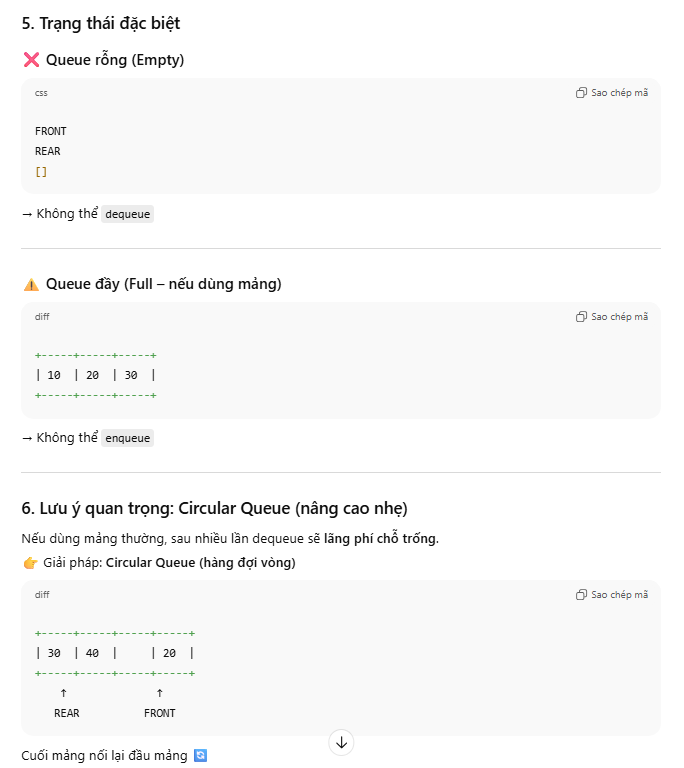 5. Trạng thái đặc biệt
❌ Queue rỗng (Empty)
css
Sao chép mã
FRONT
REAR
[]
→ Không thể dequeue
⚠️ Queue đầy (Full – nếu dùng mảng)
diff
Sao chép mã
+-----+-----+-----+
| 10  | 20  | 30  |
+-----+-----+-----+
→ Không thể enqueue
6. Lưu ý quan trọng: Circular Queue (nâng cao nhẹ)
Nếu dùng mảng thường, sau nhiều lần dequeue sẽ lãng phí chỗ trống.
👉 Giải pháp: Circular Queue (hàng đợi vòng)
diff
Sao chép mã
+-----+-----+-----+-----+
| 30  | 40  |     | 20  |
+-----+-----+-----+-----+
    ↑              ↑
   REAR          FRONT
Cuối mảng nối lại đầu mảng 🔄